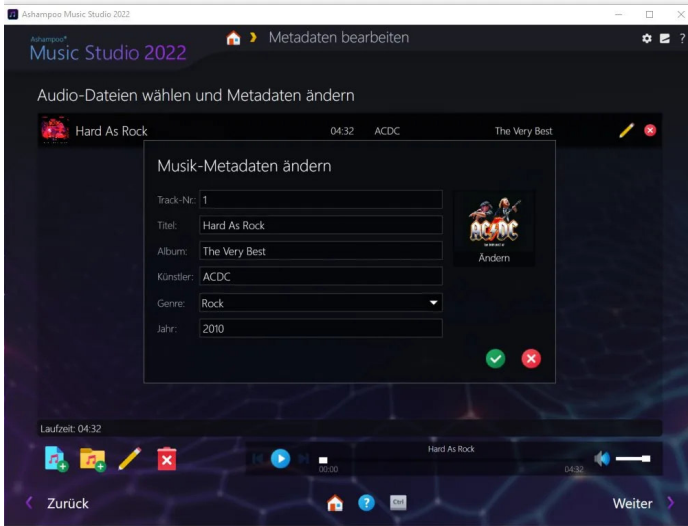 Ashampoo Music Studio 2022
Ashampoo®
Music Studio 2022
Metadaten bearbeiten
?
Audio-Dateien wählen und Metadaten ändern
Hard As Rock 04:32 ACDC The Very Best
Musik-Metadaten ändern
Track-Nr.: 1
Titel: Hard As Rock
Album: The Very Best
Künstler: ACDC
Genre: Rock
Jahr: 2010
AC/DC
Ändern
Laufzeit: 04:32
Hard As Rock
00:00 04:32
Zurück ? Ctrl Weiter